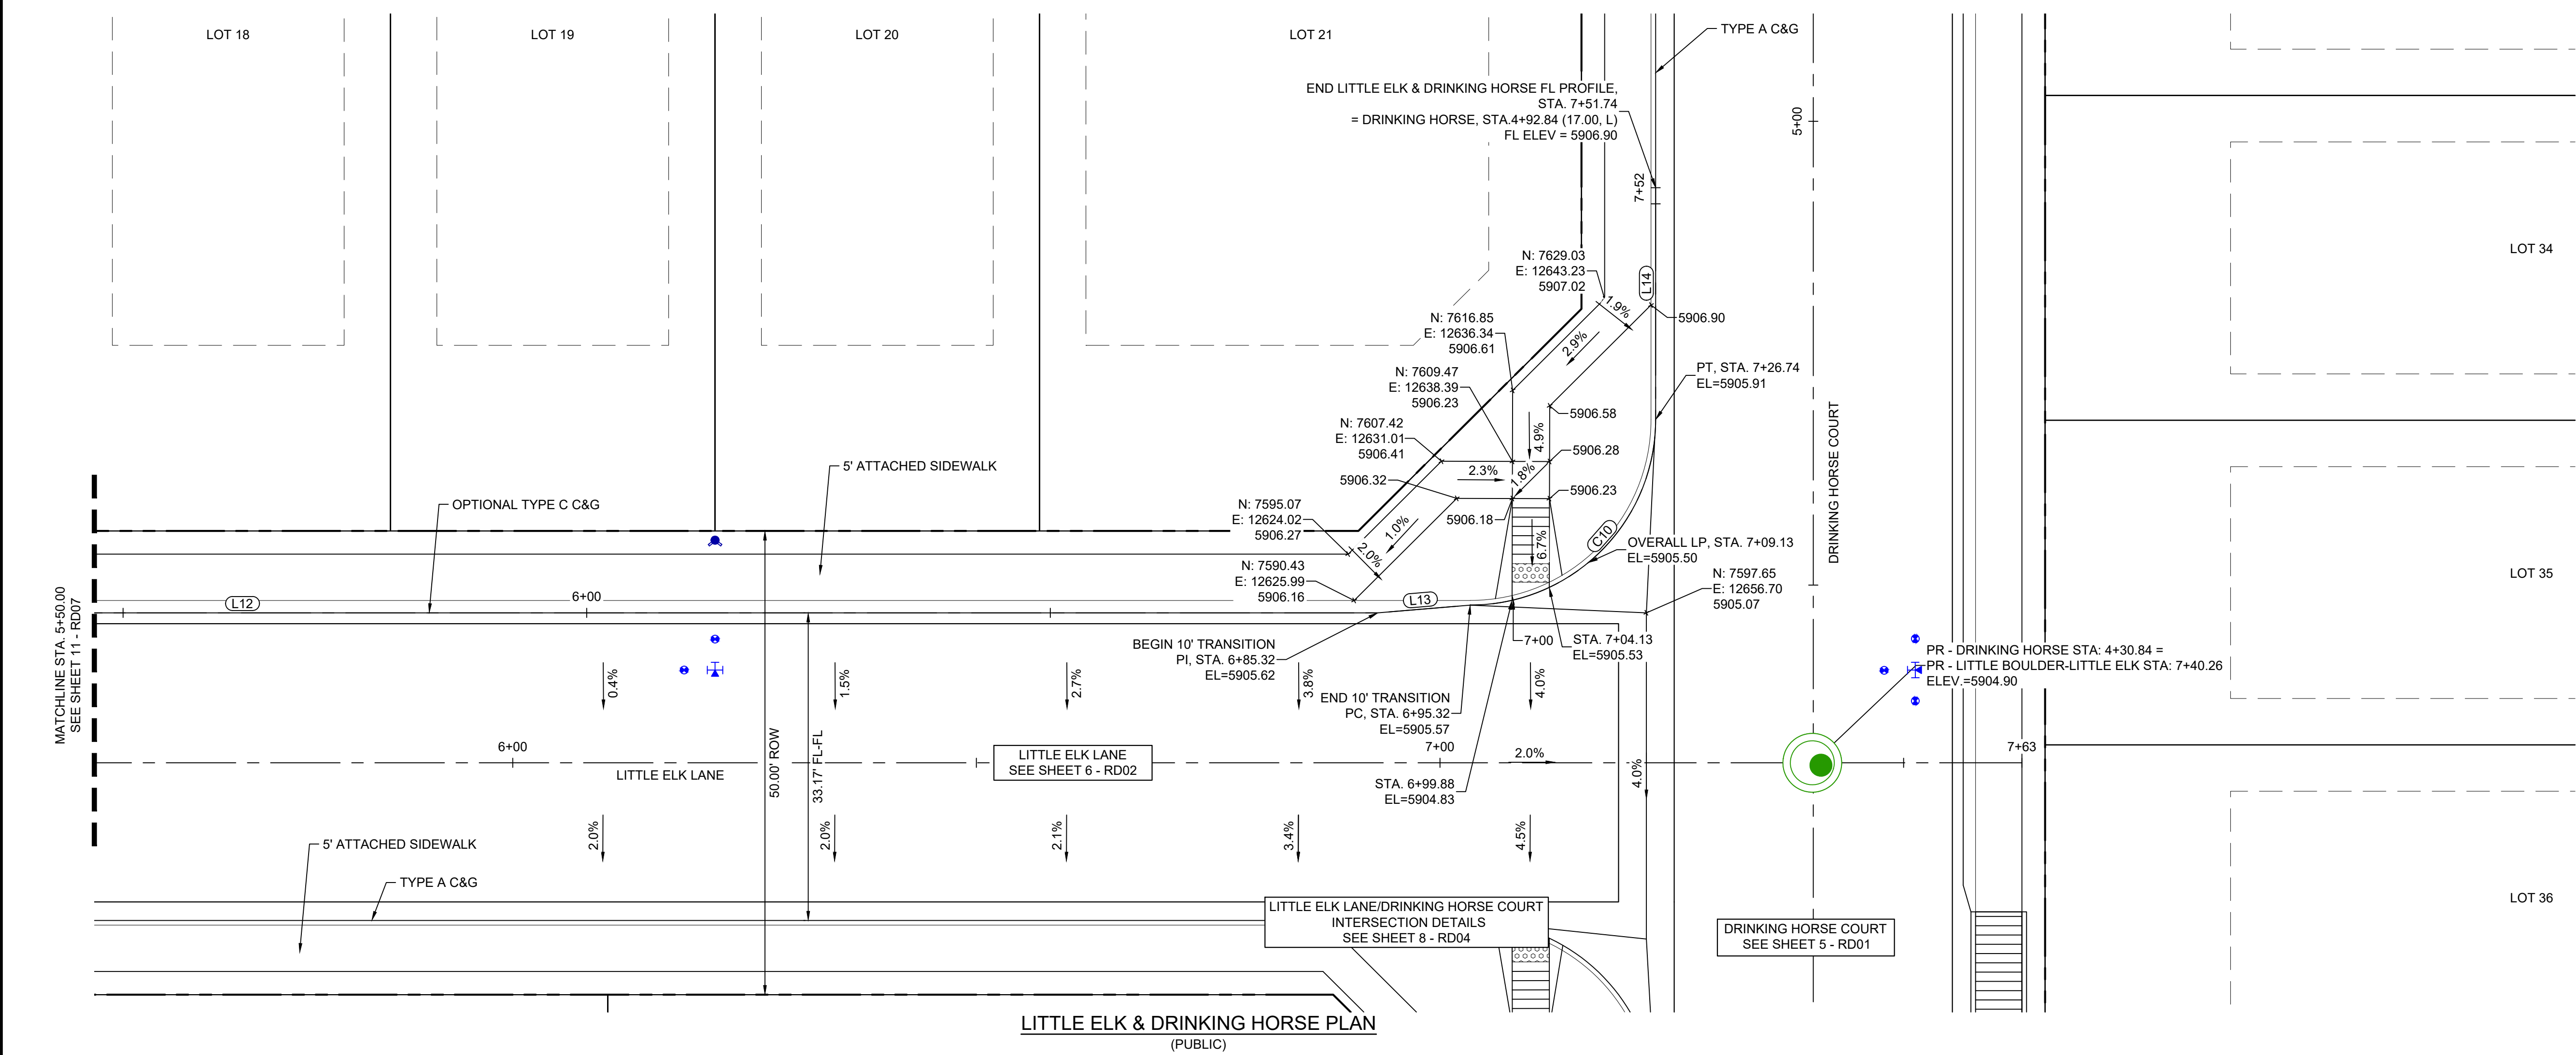 LOT 18
LOT 19
LOT 20
LOT 21
TYPE A C&G
END LITTLE ELK & DRINKING HORSE FL PROFILE,
STA. 7+51.74
= DRINKING HORSE, STA.4+92.84 (17.00, L)
FL ELEV = 5906.90
5+00
7+52
LOT 34
N: 7629.03
E: 12643.23
5907.02
L14
1.9%
5906.90
N: 7616.85
E: 12636.34
5906.61
2.9%
N: 7609.47
E: 12638.39
5906.23
PT, STA. 7+26.74
EL=5905.91
5906.58
N: 7607.42
E: 12631.01
5906.41
4.9%
5906.28
2.3%
1.8%
5906.32
5906.23
5' ATTACHED SIDEWALK
OPTIONAL TYPE C C&G
N: 7595.07
E: 12624.02
5906.27
1.0%
2.0%
5906.18
6.7%
C10
OVERALL LP, STA. 7+09.13
EL=5905.50
DRINKING HORSE COURT
N: 7590.43
E: 12625.99
5906.16
N: 7597.65
E: 12656.70
5905.07
LOT 35
L12
6+00
L13
MATCHLINE STA. 5+50.00
SEE SHEET 11 - RD07
BEGIN 10' TRANSITION
PI, STA. 6+85.32
EL=5905.62
7+00
STA. 7+04.13
EL=5905.53
PR - DRINKING HORSE STA: 4+30.84 =
PR - LITTLE BOULDER-LITTLE ELK STA: 7+40.26
ELEV.=5904.90
0.4%
1.5%
2.7%
3.8%
4.0%
END 10' TRANSITION
PC, STA. 6+95.32
EL=5905.57
6+00
LITTLE ELK LANE
50.00' ROW
33.17' FL-FL
LITTLE ELK LANE
SEE SHEET 6 - RD02
7+00
2.0%
4.0%
7+63
STA. 6+99.88
EL=5904.83
2.0%
2.0%
2.1%
3.4%
4.5%
5' ATTACHED SIDEWALK
TYPE A C&G
LITTLE ELK LANE/DRINKING HORSE COURT
INTERSECTION DETAILS
SEE SHEET 8 - RD04
DRINKING HORSE COURT
SEE SHEET 5 - RD01
LOT 36
LITTLE ELK & DRINKING HORSE PLAN
(PUBLIC)